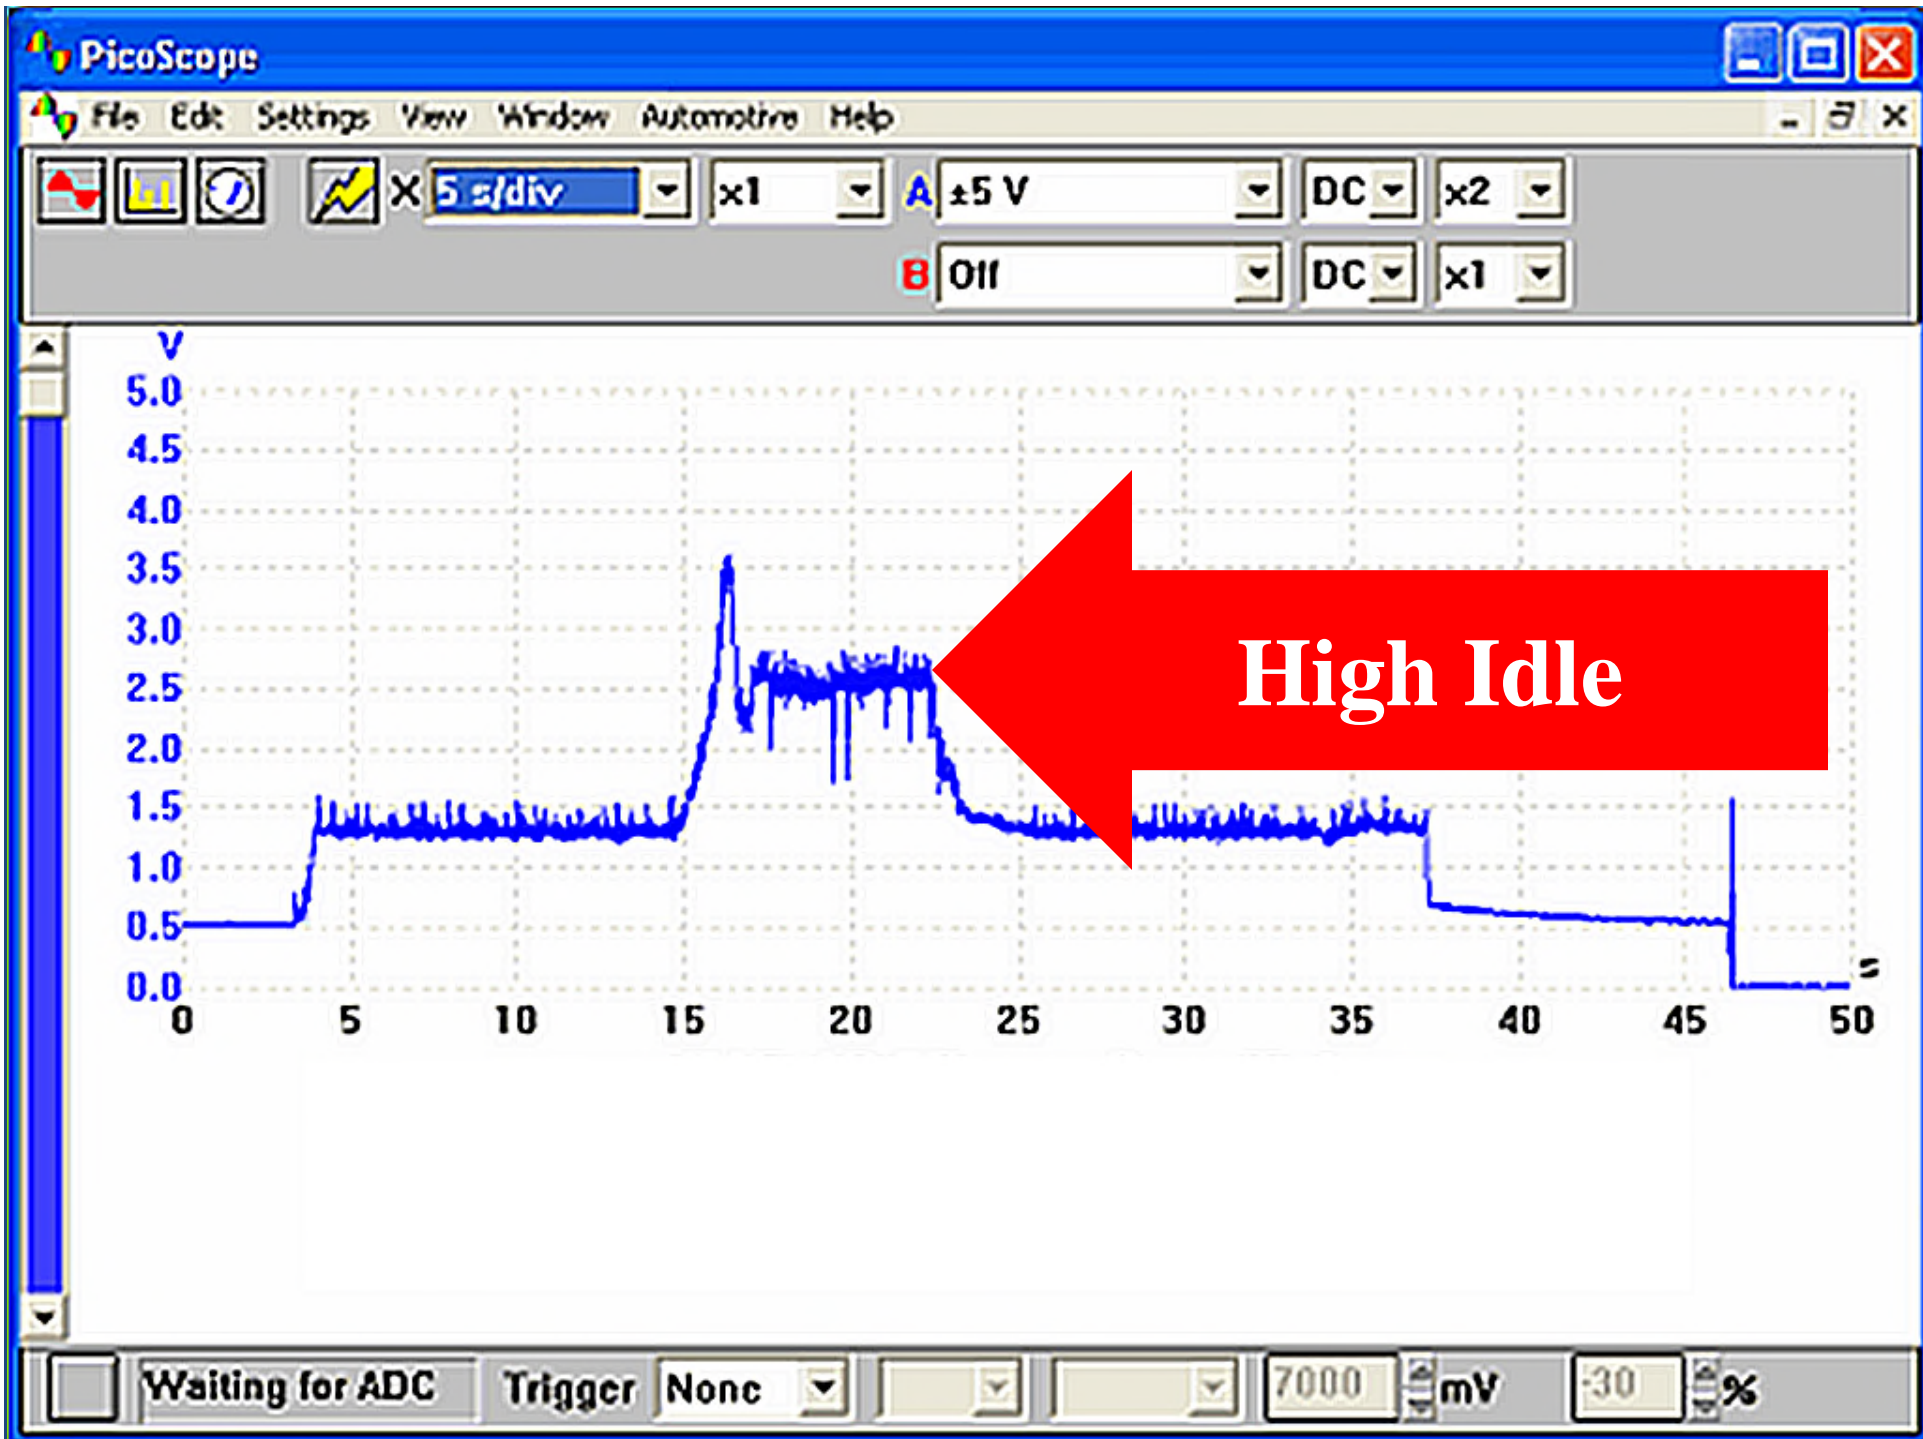 PicoScope
File Edit Settings View Window Automotive Help
X 5 s/div x1 A ±5 V DC x2
B Off DC x1
V
5.0
4.5
4.0
3.5
3.0
2.5
2.0
1.5
1.0
0.5
0.0
High Idle
s
0 5 10 15 20 25 30 35 40 45 50
Waiting for ADC Trigger None 7000 mV -30 %